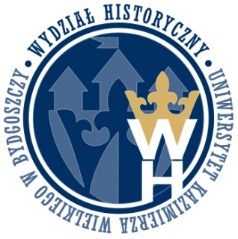 WYDZIAŁ HISTORYCZNY
UNIWERSYTET KAZIMIERZA WIELKIEGO W BYDGOSZCZY
WH